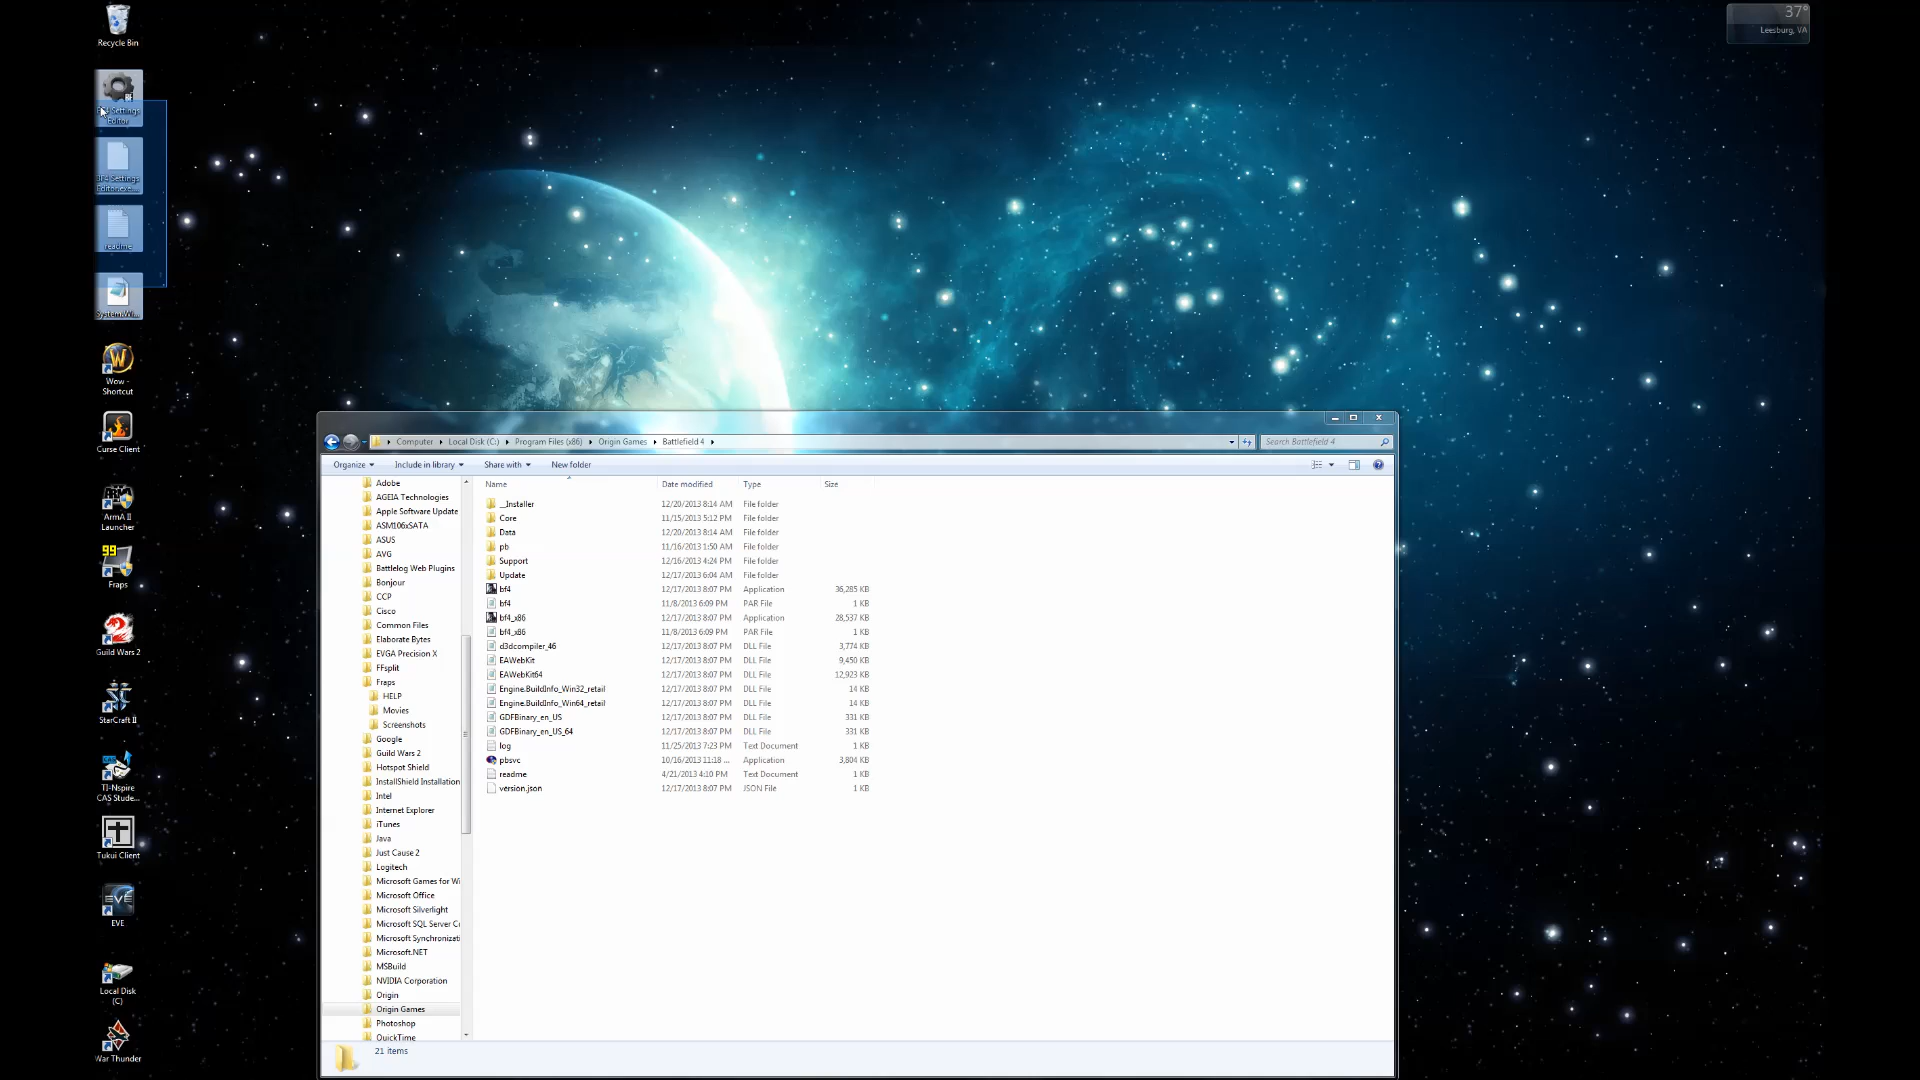 37°
Leesburg, VA
Recycle Bin
BF4 Settings
Editor
BF4 Settings
Editor.exe...
readme
System.Wi...
Wow -
Shortcut
Curse Client
ArmA II
Launcher
99
Fraps
Guild Wars 2
StarCraft II
TI-Nspire
CAS Stude...
Tukui Client
EVE
Local Disk
(C)
War Thunder
Computer Local Disk (C:) Program Files (x86) Origin Games Battlefield 4
Search Battlefield 4
Organize Include in library Share with New folder
Adobe
AGEIA Technologies
Apple Software Update
ASM106xSATA
ASUS
AVG
Battlelog Web Plugins
Bonjour
CCP
Cisco
Common Files
Elaborate Bytes
EVGA Precision X
FFsplit
Fraps
HELP
Movies
Screenshots
Google
Guild Wars 2
Hotspot Shield
InstallShield Installation
Intel
Internet Explorer
iTunes
Java
Just Cause 2
Logitech
Microsoft Games for Wi
Microsoft Office
Microsoft Silverlight
Microsoft SQL Server C
Microsoft Synchronizati
Microsoft.NET
MSBuild
NVIDIA Corporation
Origin
Origin Games
Photoshop
QuickTime
Name Date modified Type Size
__Installer 12/20/2013 8:14 AM File folder
Core 11/15/2013 5:12 PM File folder
Data 12/20/2013 8:14 AM File folder
pb 11/16/2013 1:50 AM File folder
Support 12/16/2013 4:24 PM File folder
Update 12/17/2013 6:04 AM File folder
bf4 12/17/2013 8:07 PM Application 36,285 KB
bf4 11/8/2013 6:09 PM PAR File 1 KB
bf4_x86 12/17/2013 8:07 PM Application 28,537 KB
bf4_x86 11/8/2013 6:09 PM PAR File 1 KB
d3dcompiler_46 12/17/2013 8:07 PM DLL File 3,774 KB
EAWebKit 12/17/2013 8:07 PM DLL File 9,450 KB
EAWebKit64 12/17/2013 8:07 PM DLL File 12,923 KB
Engine.BuildInfo_Win32_retail 12/17/2013 8:07 PM DLL File 14 KB
Engine.BuildInfo_Win64_retail 12/17/2013 8:07 PM DLL File 14 KB
GDFBinary_en_US 12/17/2013 8:07 PM DLL File 331 KB
GDFBinary_en_US_64 12/17/2013 8:07 PM DLL File 331 KB
log 11/25/2013 7:23 PM Text Document 1 KB
pbsvc 10/16/2013 11:18 ... Application 3,804 KB
readme 4/21/2013 4:10 PM Text Document 1 KB
version.json 12/17/2013 8:07 PM JSON File 1 KB
21 items